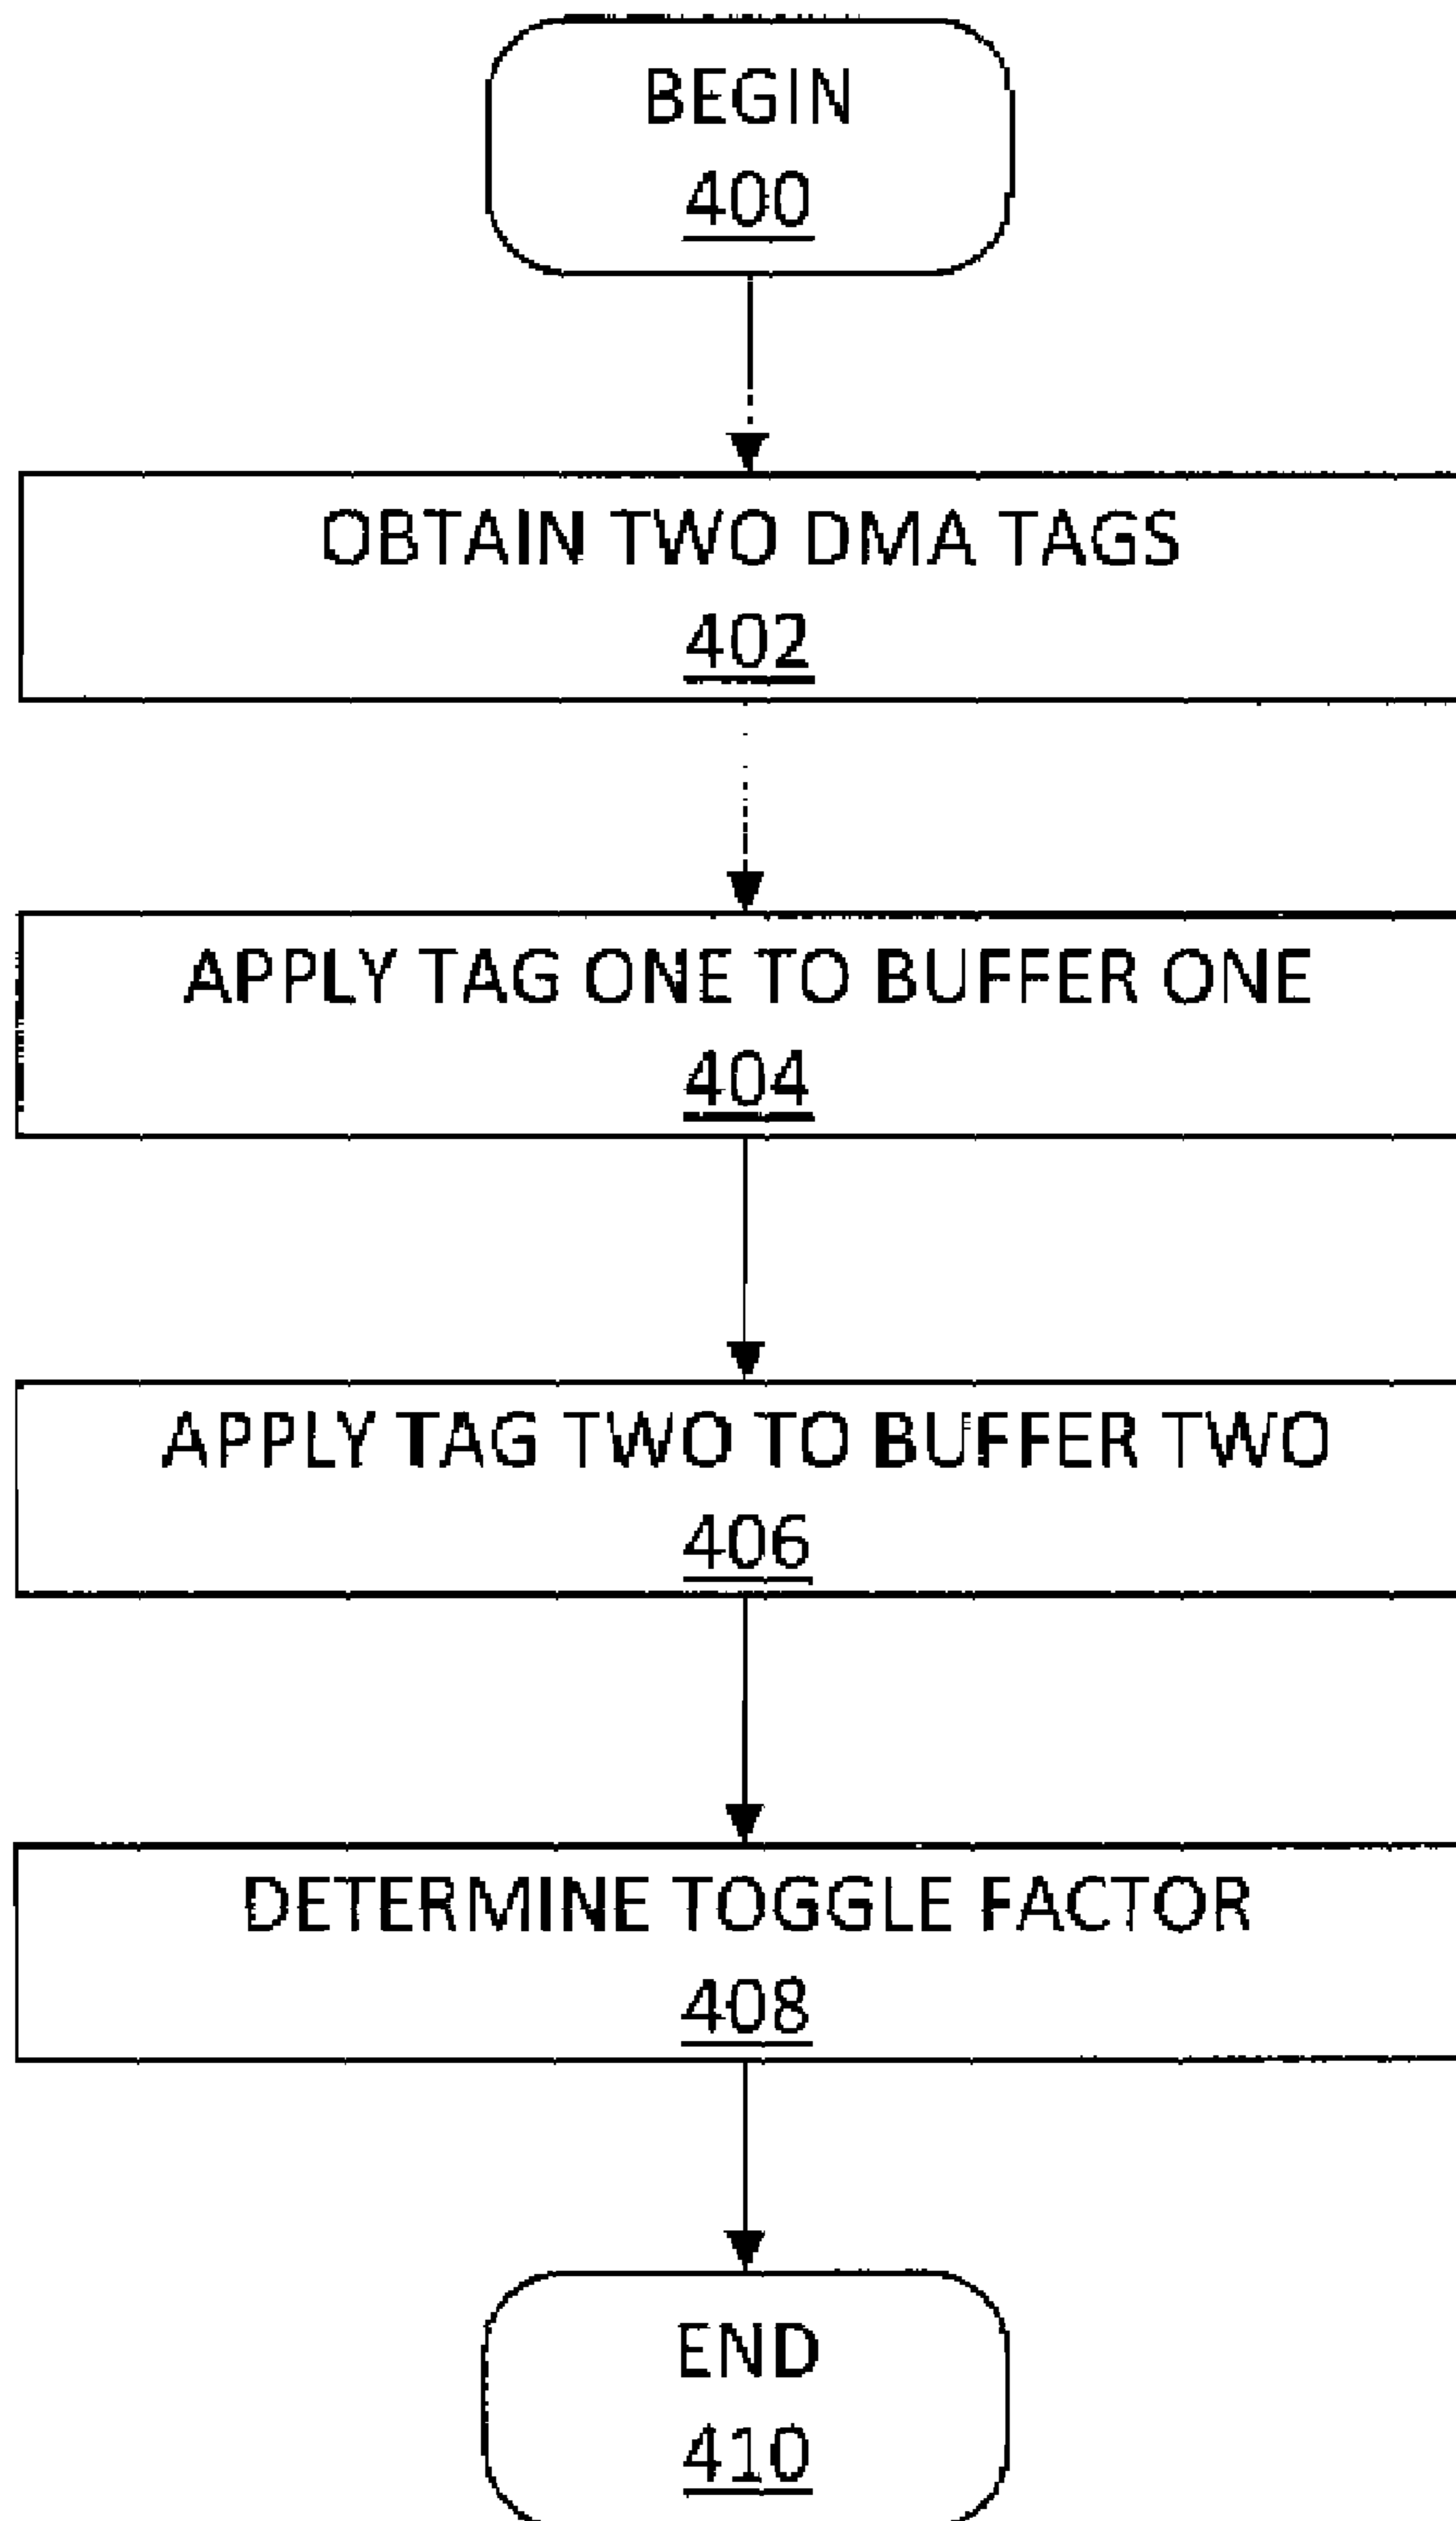 BEGIN
400
OBTAIN TWO DMA TAGS
402
APPLY TAG ONE TO BUFFER ONE
404
APPLY TAG TWO TO BUFFER TWO
406
DETERMINE TOGGLE FACTOR
408
END
410